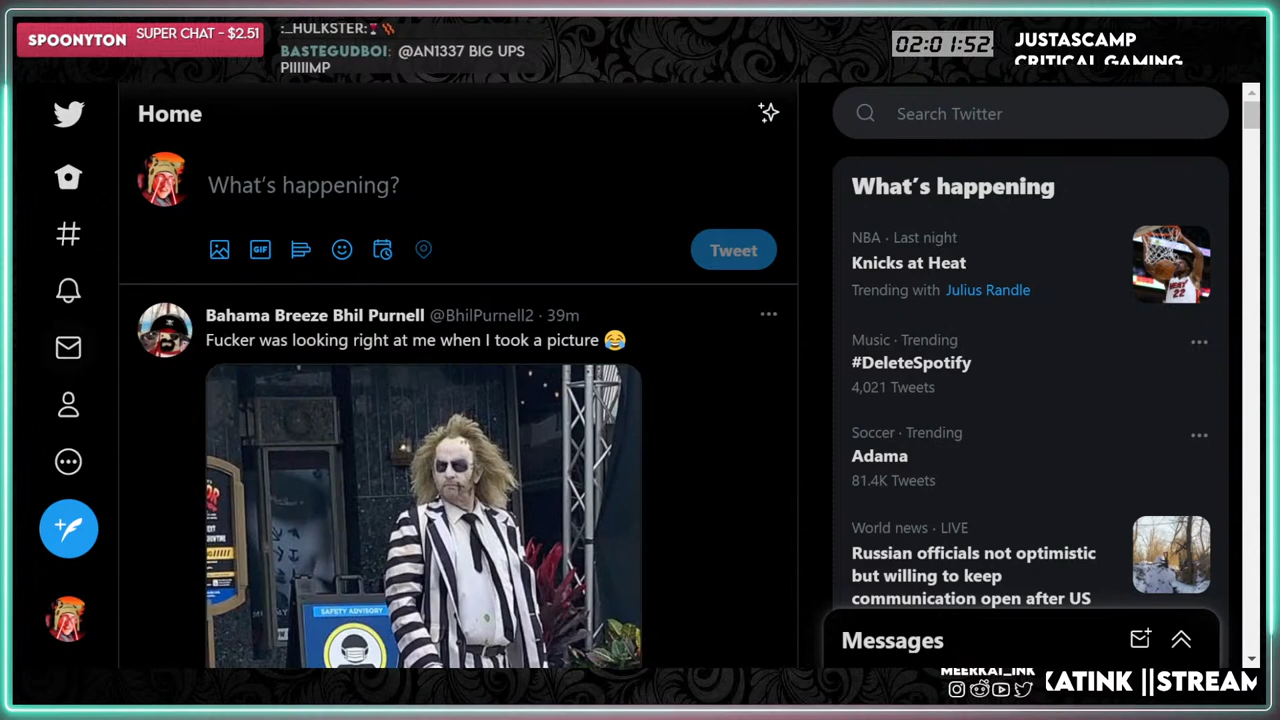 SPOONYTON SUPER CHAT - $2.51
:_HULKSTER:
BASTEGUDBOI: @AN1337 BIG UPS
PIIIIIMP
02:01:52
JUSTASCAMP
CRITICAL GAMING
Home
What's happening?
GIF
Tweet
Bahama Breeze Bhil Purnell @BhilPurnell2 · 39m
Fucker was looking right at me when I took a picture 😂
SAFETY ADVISORY
Search Twitter
What's happening
NBA · Last night
Knicks at Heat
Trending with Julius Randle
Music · Trending
#DeleteSpotify
4,021 Tweets
Soccer · Trending
Adama
81.4K Tweets
World news · LIVE
Russian officials not optimistic
but willing to keep
communication open after US
Messages
MEERKAT_INK
KATINK ||STREAM